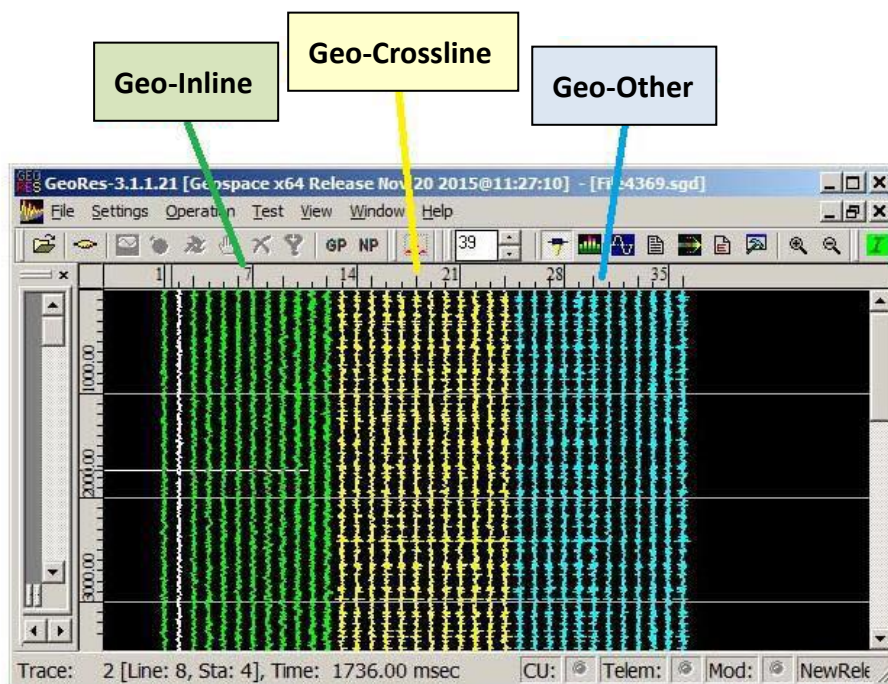 Geo-Inline
Geo-Crossline
Geo-Other
GEO RES GeoRes-3.1.1.21 [Geospace x64 Release Nov 20 2015@11:27:10] - [File4369.sgd]
File Settings Operation Test View Window Help
GP NP 39
1 7 14 21 28 35
1000.00
2000.00
3000.00
Trace: 2 [Line: 8, Sta: 4], Time: 1736.00 msec CU: Telem: Mod: NewRele